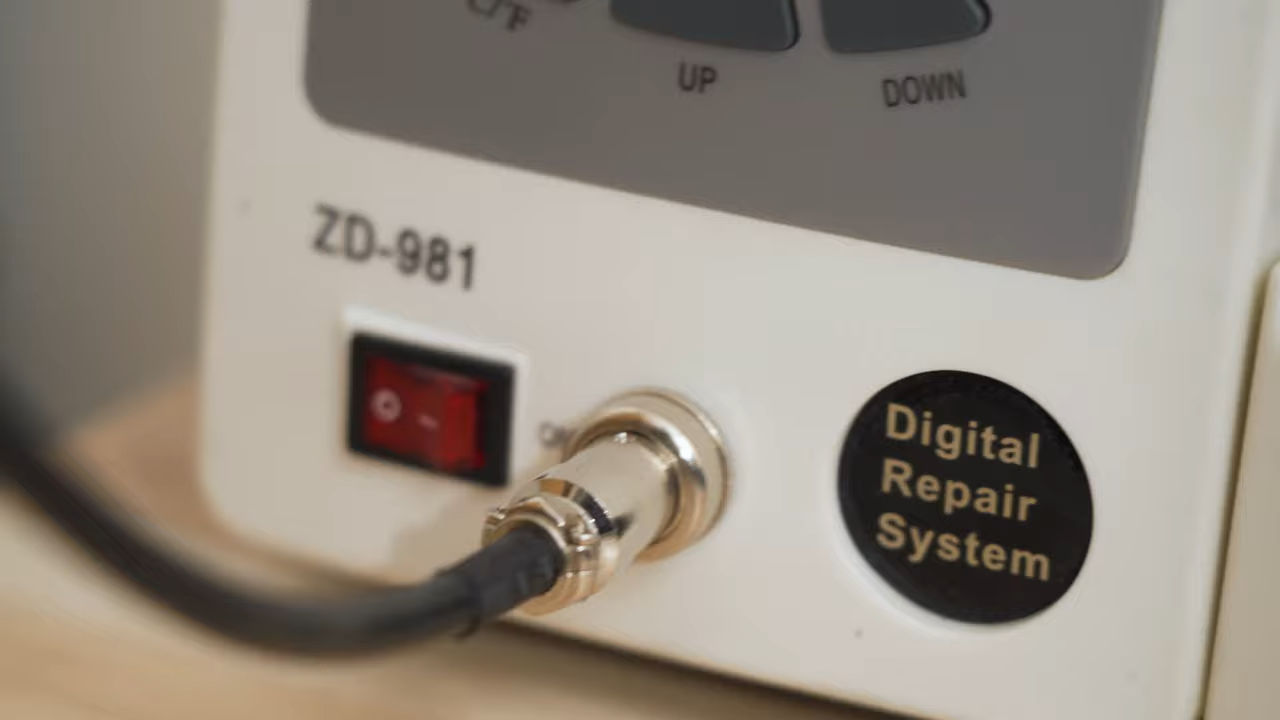 °C/°F
UP
DOWN
ZD-981
Digital
Repair
System